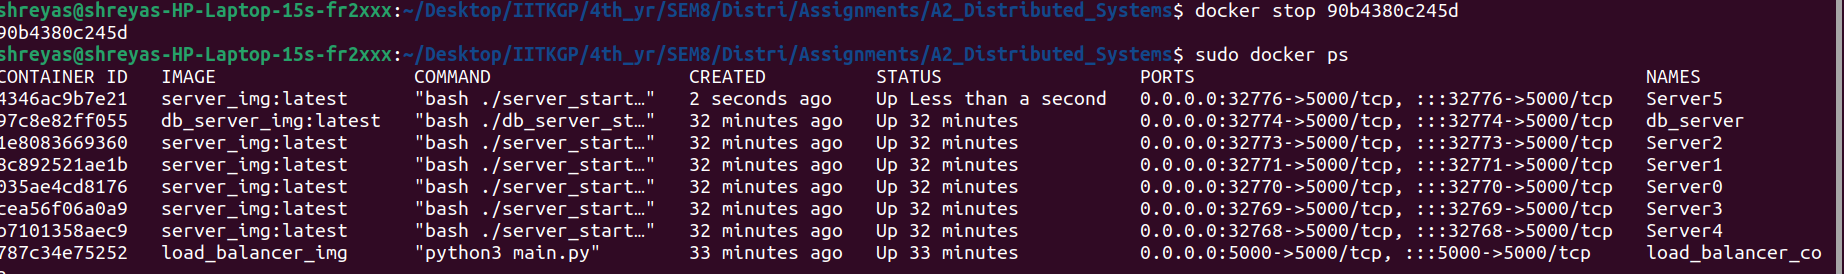 shreyas@shreyas-HP-Laptop-15s-fr2xxx:~/Desktop/IITKGP/4th_yr/SEM8/Distri/Assignments/A2_Distributed_Systems$ docker stop 90b4380c245d
90b4380c245d
shreyas@shreyas-HP-Laptop-15s-fr2xxx:~/Desktop/IITKGP/4th_yr/SEM8/Distri/Assignments/A2_Distributed_Systems$ sudo docker ps
CONTAINER ID IMAGE COMMAND CREATED STATUS PORTS NAMES
4346ac9b7e21 server_img:latest "bash ./server_start…" 2 seconds ago Up Less than a second 0.0.0.0:32776->5000/tcp, :::32776->5000/tcp Server5
97c8e82ff055 db_server_img:latest "bash ./db_server_st…" 32 minutes ago Up 32 minutes 0.0.0.0:32774->5000/tcp, :::32774->5000/tcp db_server
1e8083669360 server_img:latest "bash ./server_start…" 32 minutes ago Up 32 minutes 0.0.0.0:32773->5000/tcp, :::32773->5000/tcp Server2
8c892521ae1b server_img:latest "bash ./server_start…" 32 minutes ago Up 32 minutes 0.0.0.0:32771->5000/tcp, :::32771->5000/tcp Server1
035ae4cd8176 server_img:latest "bash ./server_start…" 32 minutes ago Up 32 minutes 0.0.0.0:32770->5000/tcp, :::32770->5000/tcp Server0
cea56f06a0a9 server_img:latest "bash ./server_start…" 32 minutes ago Up 32 minutes 0.0.0.0:32769->5000/tcp, :::32769->5000/tcp Server3
b7101358aec9 server_img:latest "bash ./server_start…" 32 minutes ago Up 32 minutes 0.0.0.0:32768->5000/tcp, :::32768->5000/tcp Server4
787c34e75252 load_balancer_img "python3 main.py" 33 minutes ago Up 33 minutes 0.0.0.0:5000->5000/tcp, :::5000->5000/tcp load_balancer_co